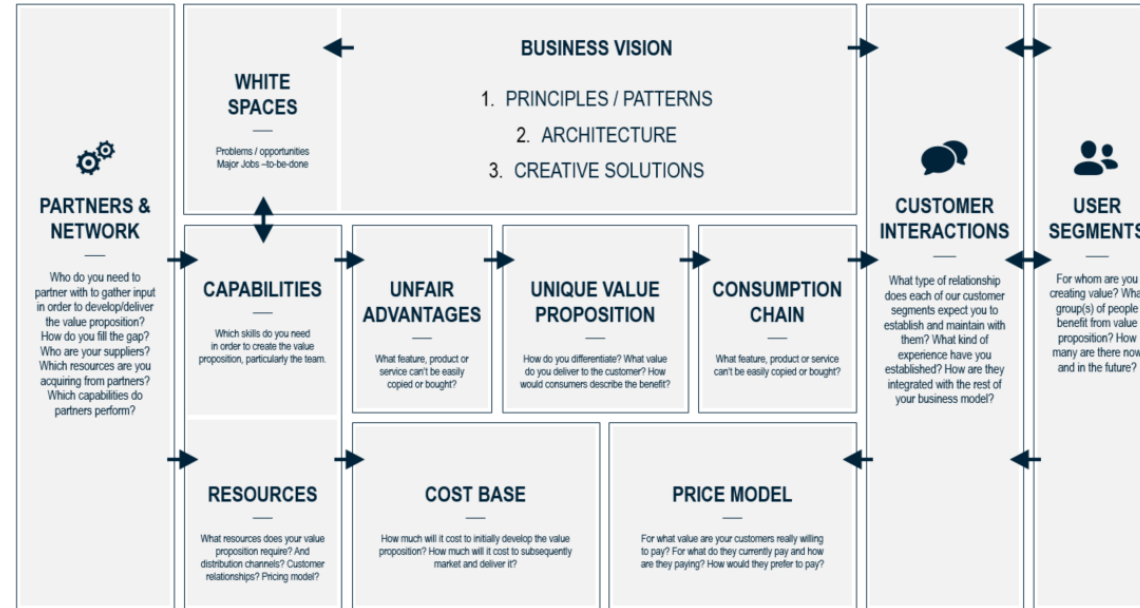 PARTNERS &
NETWORK
Who do you need to
partner with to gather input
in order to develop/deliver
the value proposition?
How do you fill the gap?
Who are your suppliers?
Which resources are you
acquiring from partners?
Which capabilities do
partners perform?
WHITE
SPACES
Problems / opportunities
Major Jobs –to-be-done
BUSINESS VISION
1. PRINCIPLES / PATTERNS
2. ARCHITECTURE
3. CREATIVE SOLUTIONS
CAPABILITIES
Which skills do you need
in order to create the value
proposition, particularly the team.
UNFAIR
ADVANTAGES
What feature, product or
service can't be easily
copied or bought?
UNIQUE VALUE
PROPOSITION
How do you differentiate? What value
do you deliver to the customer? How
would consumers describe the benefit?
CONSUMPTION
CHAIN
What feature, product or service
can't be easily copied or bought?
RESOURCES
What resources does your value
proposition require? And
distribution channels? Customer
relationships? Pricing model?
COST BASE
How much will it cost to initially develop the value
proposition? How much will it cost to subsequently
market and deliver it?
PRICE MODEL
For what value are your customers really willing
to pay? For what do they currently pay and how
are they paying? How would they prefer to pay?
CUSTOMER
INTERACTIONS
What type of relationship
does each of our customer
segments expect you to
establish and maintain with
them? What kind of
experience have you
established? How are they
integrated with the rest of
your business model?
USER
SEGMENTS
For whom are you
creating value? Wha
group(s) of people
benefit from value
proposition? How
many are there now
and in the future?